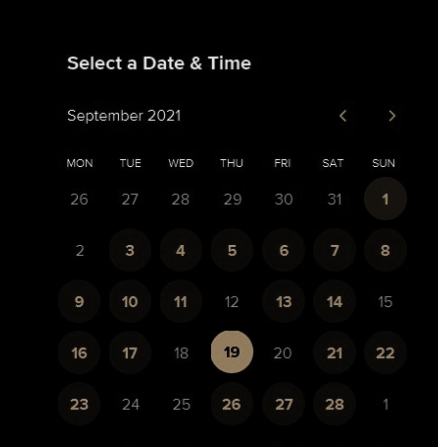 Select a Date & Time
September 2021 < >
MON TUE WED THU FRI SAT SUN
26 27 28 29 30 31 1
2 3 4 5 6 7 8
9 10 11 12 13 14 15
16 17 18 19 20 21 22
23 24 25 26 27 28 1